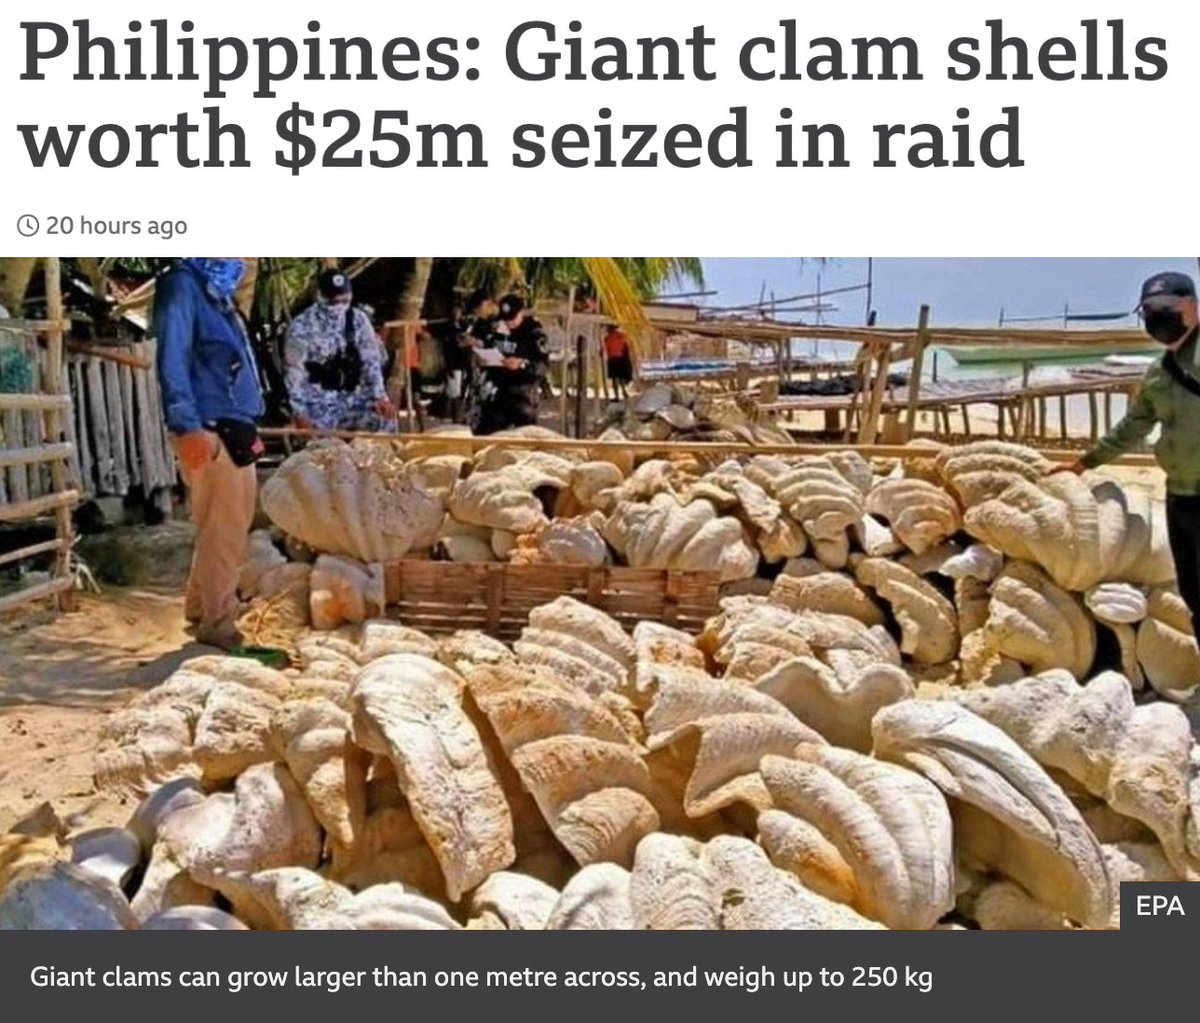 Philippines: Giant clam shells
worth $25m seized in raid
20 hours ago
EPA
Giant clams can grow larger than one metre across, and weigh up to 250 kg